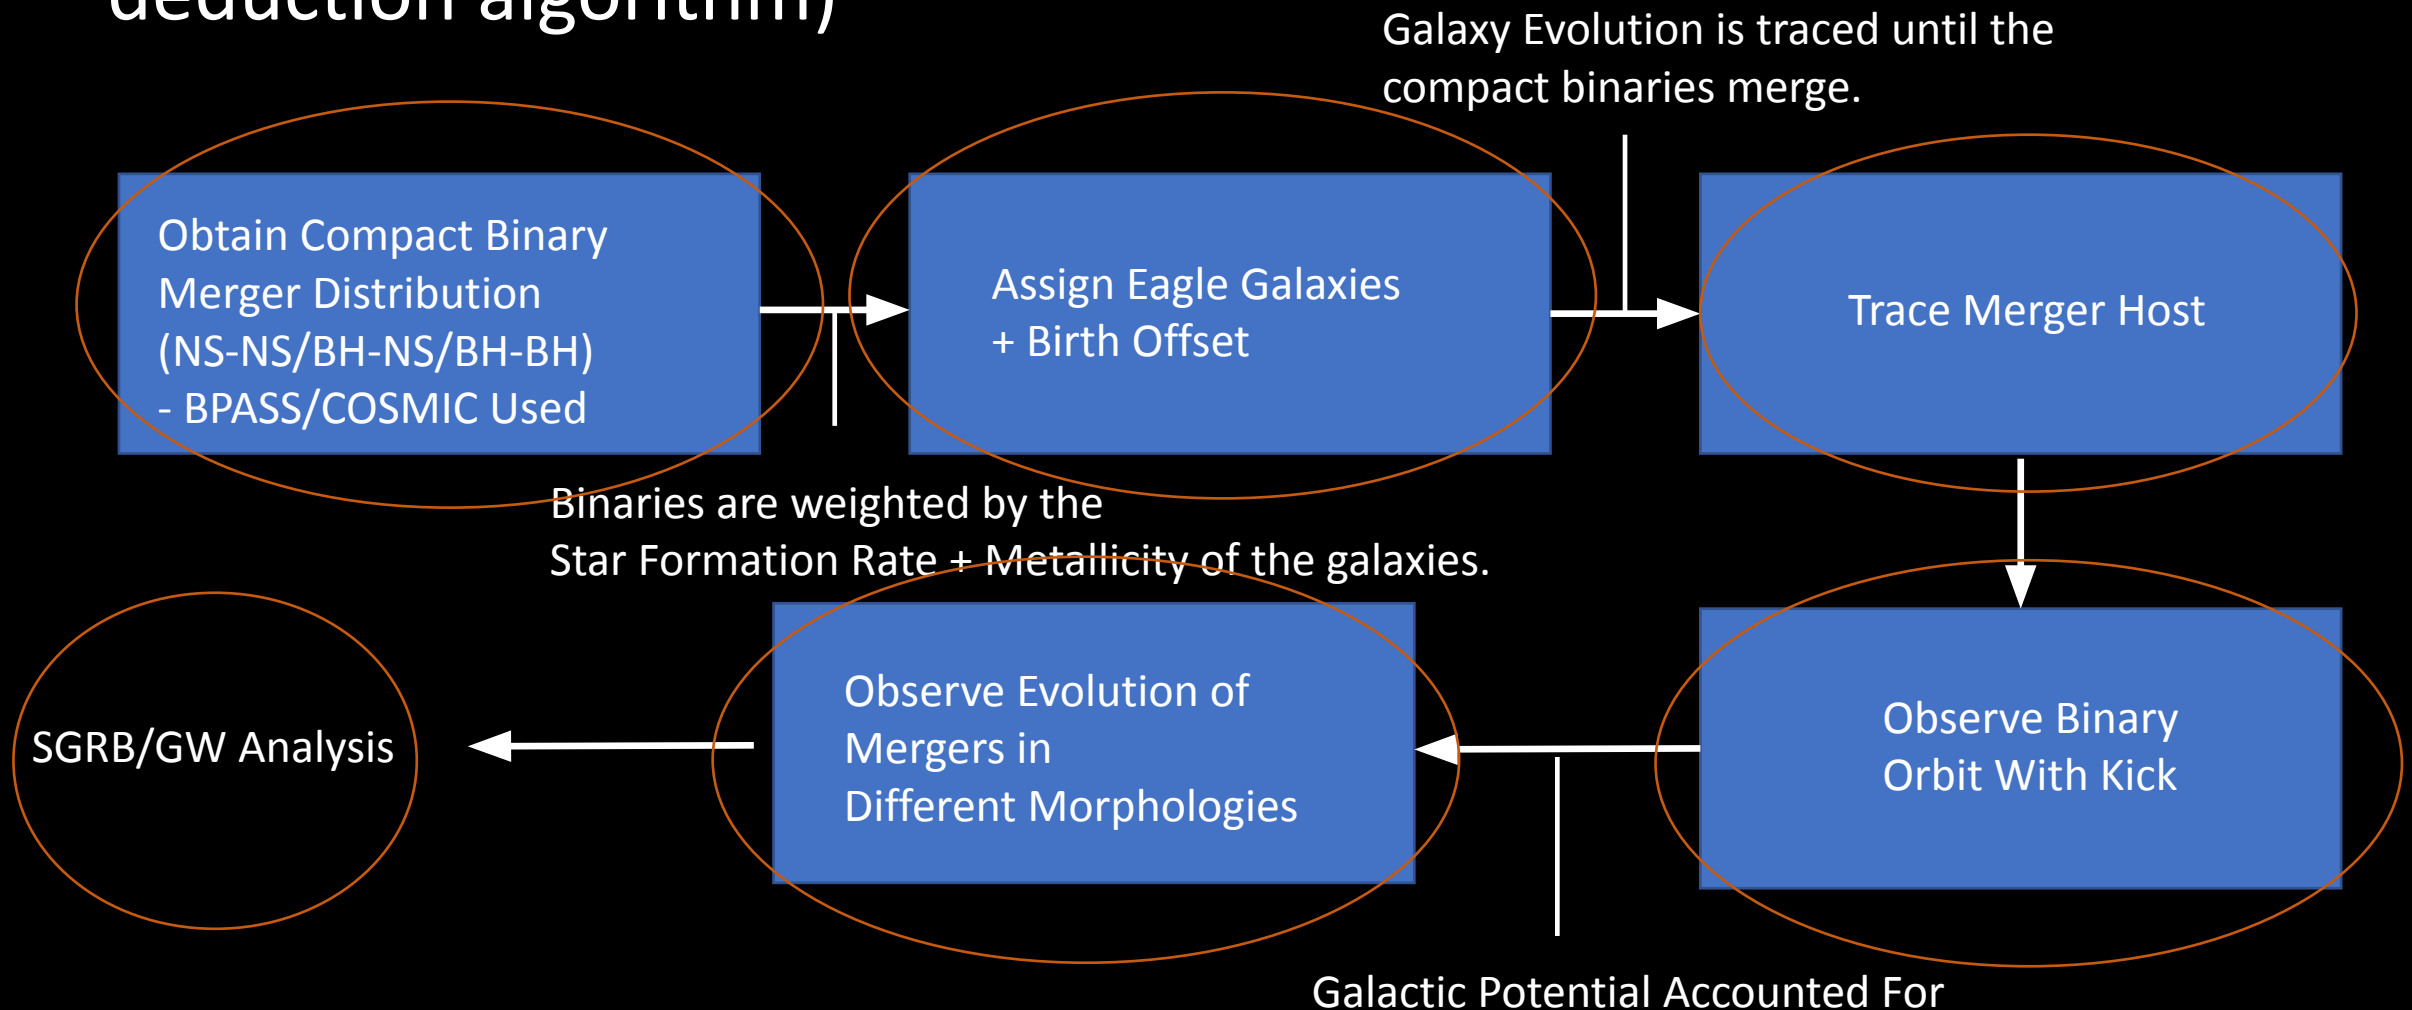 deduction algorithm)
Galaxy Evolution is traced until the
compact binaries merge.
Obtain Compact Binary
Merger Distribution
(NS-NS/BH-NS/BH-BH)
- BPASS/COSMIC Used
Assign Eagle Galaxies
+ Birth Offset
Trace Merger Host
Binaries are weighted by the
Star Formation Rate + Metallicity of the galaxies.
SGRB/GW Analysis
Observe Evolution of
Mergers in
Different Morphologies
Observe Binary
Orbit With Kick
Galactic Potential Accounted For